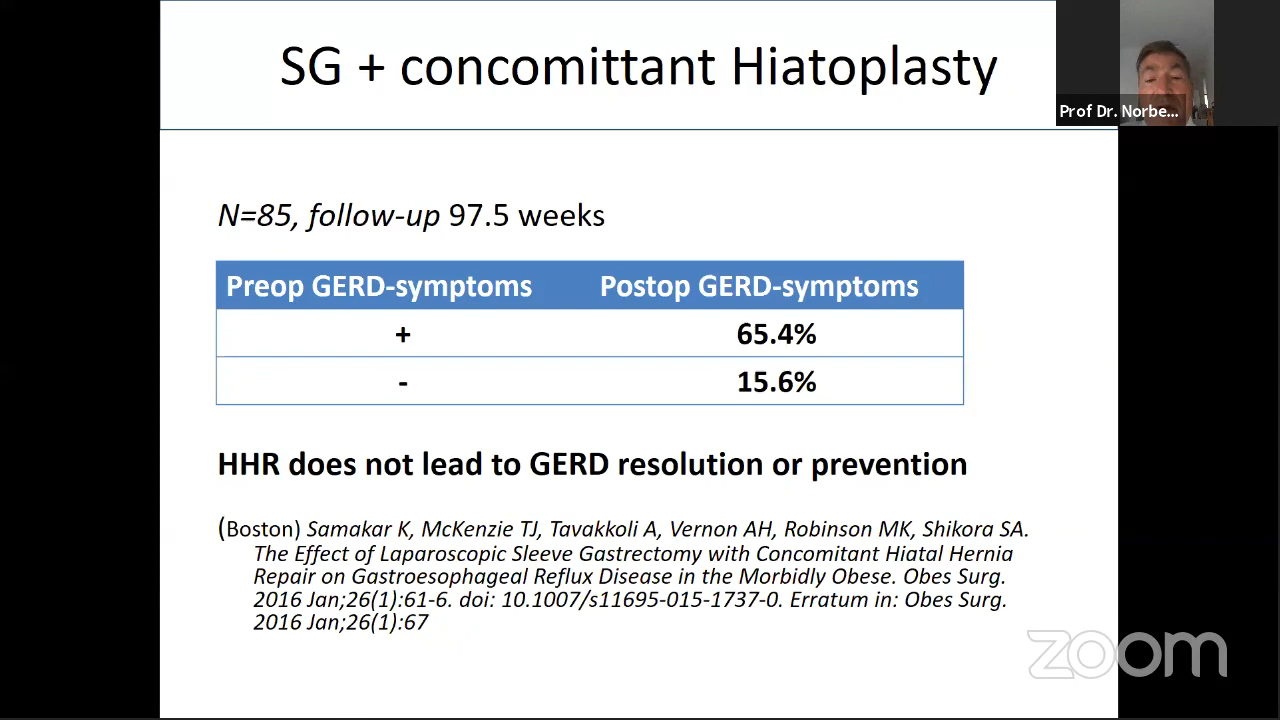 SG + concomittant Hiatoplasty
Prof Dr. Norbe...
N=85, follow-up 97.5 weeks
Preop GERD-symptoms Postop GERD-symptoms
+ 65.4%
- 15.6%
HHR does not lead to GERD resolution or prevention
(Boston) Samakar K, McKenzie TJ, Tavakkoli A, Vernon AH, Robinson MK, Shikora SA.
The Effect of Laparoscopic Sleeve Gastrectomy with Concomitant Hiatal Hernia
Repair on Gastroesophageal Reflux Disease in the Morbidly Obese. Obes Surg.
2016 Jan;26(1):61-6. doi: 10.1007/s11695-015-1737-0. Erratum in: Obes Surg.
2016 Jan;26(1):67
zoom